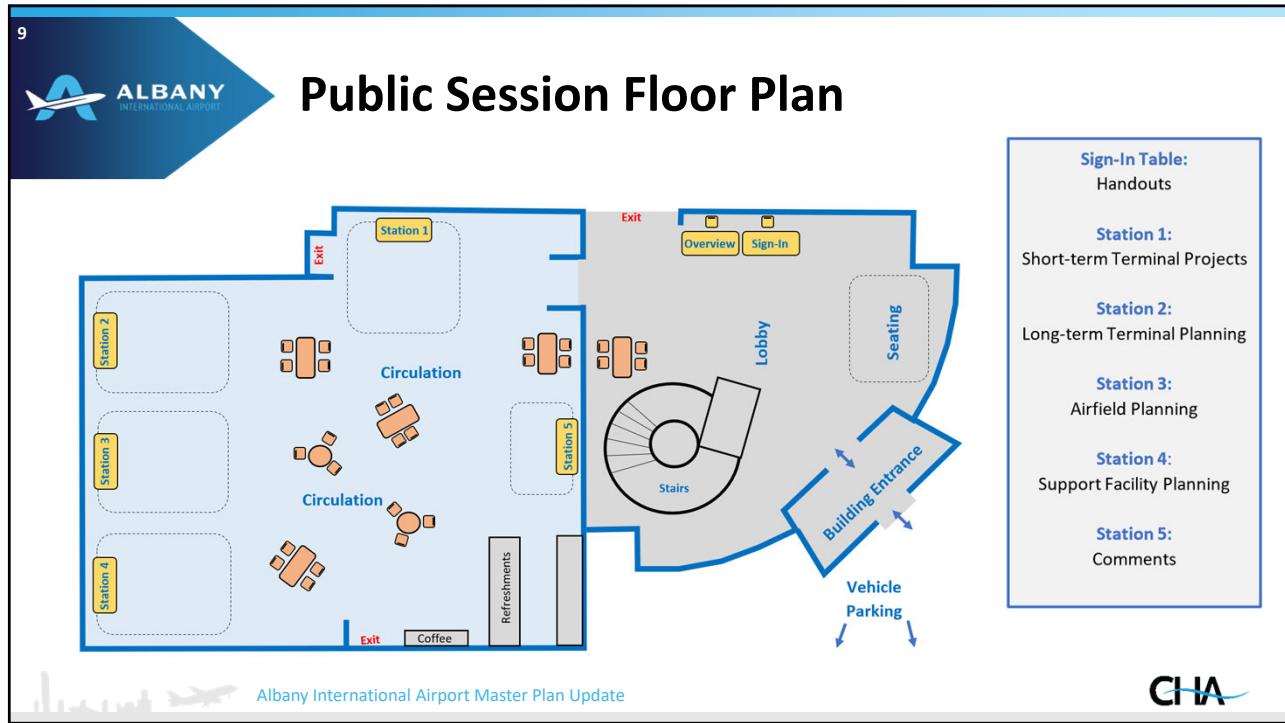 9
ALBANY
INTERNATIONAL AIRPORT
Public Session Floor Plan
Sign-In Table:
Handouts
Station 1:
Short-term Terminal Projects
Station 2:
Long-term Terminal Planning
Station 3:
Airfield Planning
Station 4:
Support Facility Planning
Station 5:
Comments
Exit
Station 1
Exit
Overview
Sign-In
Station 2
Circulation
Lobby
Seating
Station 3
Circulation
Station 5
Stairs
Building Entrance
Station 4
Refreshments
Exit
Coffee
Vehicle
Parking
Albany International Airport Master Plan Update
CHA